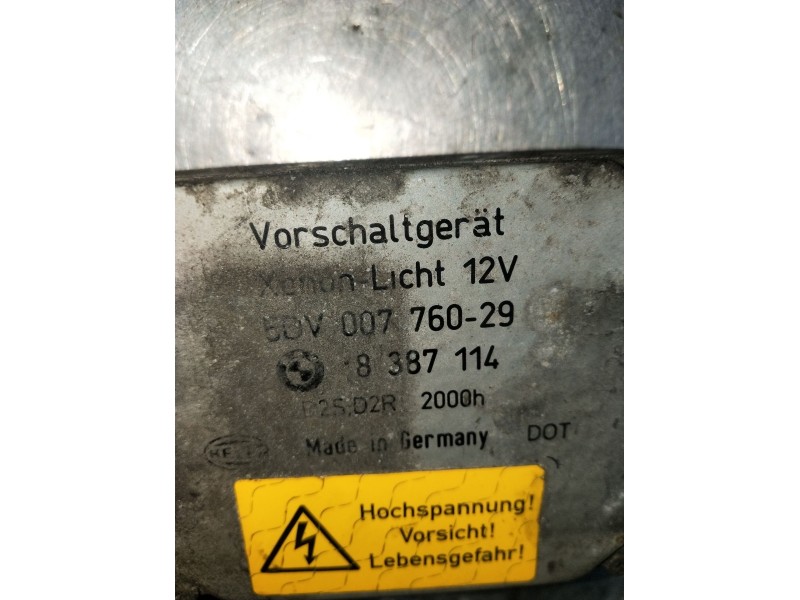 Vorschaltgerät
Xenon-Licht 12V
5DV 007 760-29
8 387 114
D2S,D2R 2000h
HELLA Made in Germany DOT
Hochspannung!
Vorsicht!
Lebensgefahr!